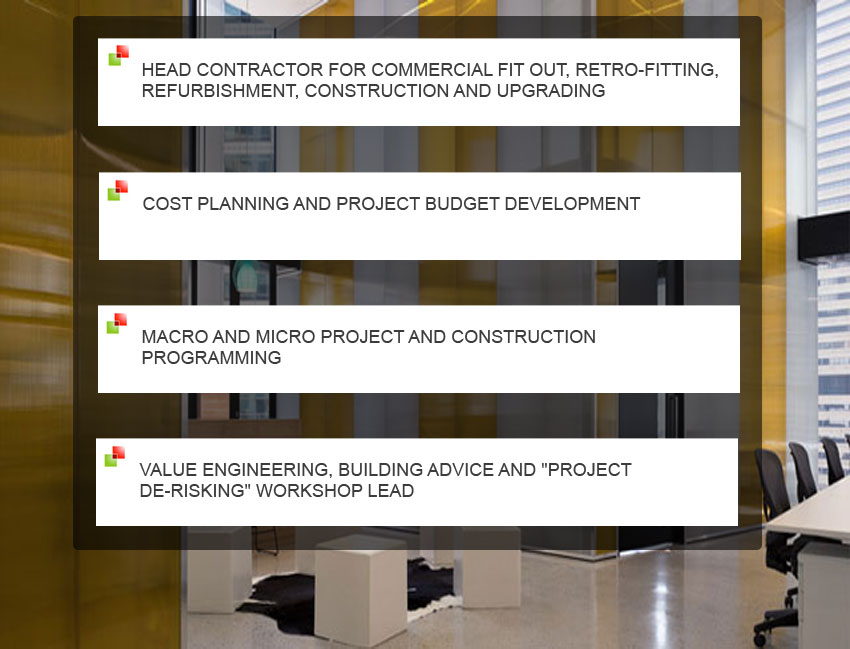 HEAD CONTRACTOR FOR COMMERCIAL FIT OUT, RETRO-FITTING,
REFURBISHMENT, CONSTRUCTION AND UPGRADING
COST PLANNING AND PROJECT BUDGET DEVELOPMENT
MACRO AND MICRO PROJECT AND CONSTRUCTION
PROGRAMMING
VALUE ENGINEERING, BUILDING ADVICE AND "PROJECT
DE-RISKING" WORKSHOP LEAD